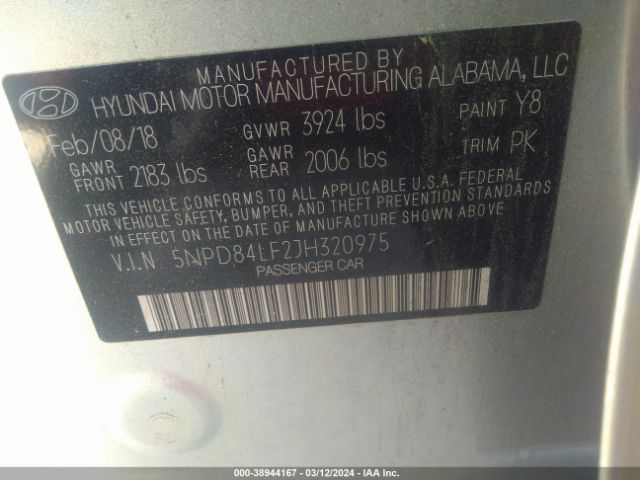 MANUFACTURED BY
HYUNDAI MOTOR MANUFACTURING ALABAMA, LLC
Feb/08/18 GVWR 3924 lbs PAINT Y8
GAWR FRONT 2183 lbs GAWR REAR 2006 lbs TRIM PK
THIS VEHICLE CONFORMS TO ALL APPLICABLE U.S.A. FEDERAL
MOTOR VEHICLE SAFETY, BUMPER, AND THEFT PREVENTION STANDARDS
IN EFFECT ON THE DATE OF MANUFACTURE SHOWN ABOVE
V.I.N 5NPD84LF2JH320975
PASSENGER CAR
000-38944167 - 03/12/2024 - IAA Inc.